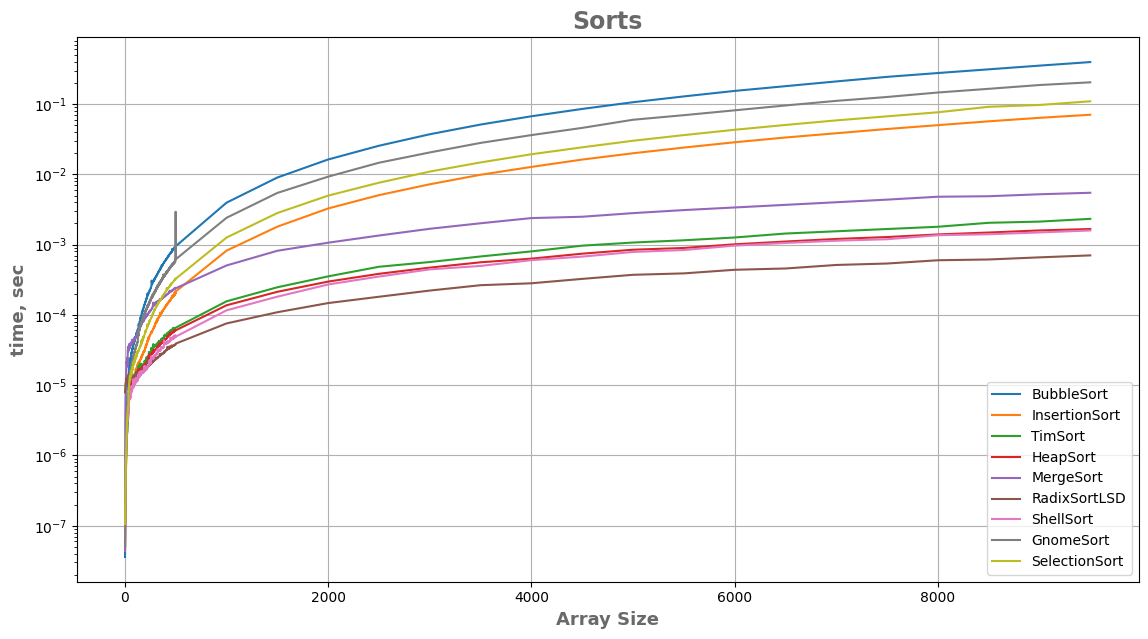 Sorts
time, sec
10⁻¹
10⁻²
10⁻³
10⁻⁴
10⁻⁵
10⁻⁶
10⁻⁷
BubbleSort
InsertionSort
TimSort
HeapSort
MergeSort
RadixSortLSD
ShellSort
GnomeSort
SelectionSort
0 2000 4000 6000 8000
Array Size